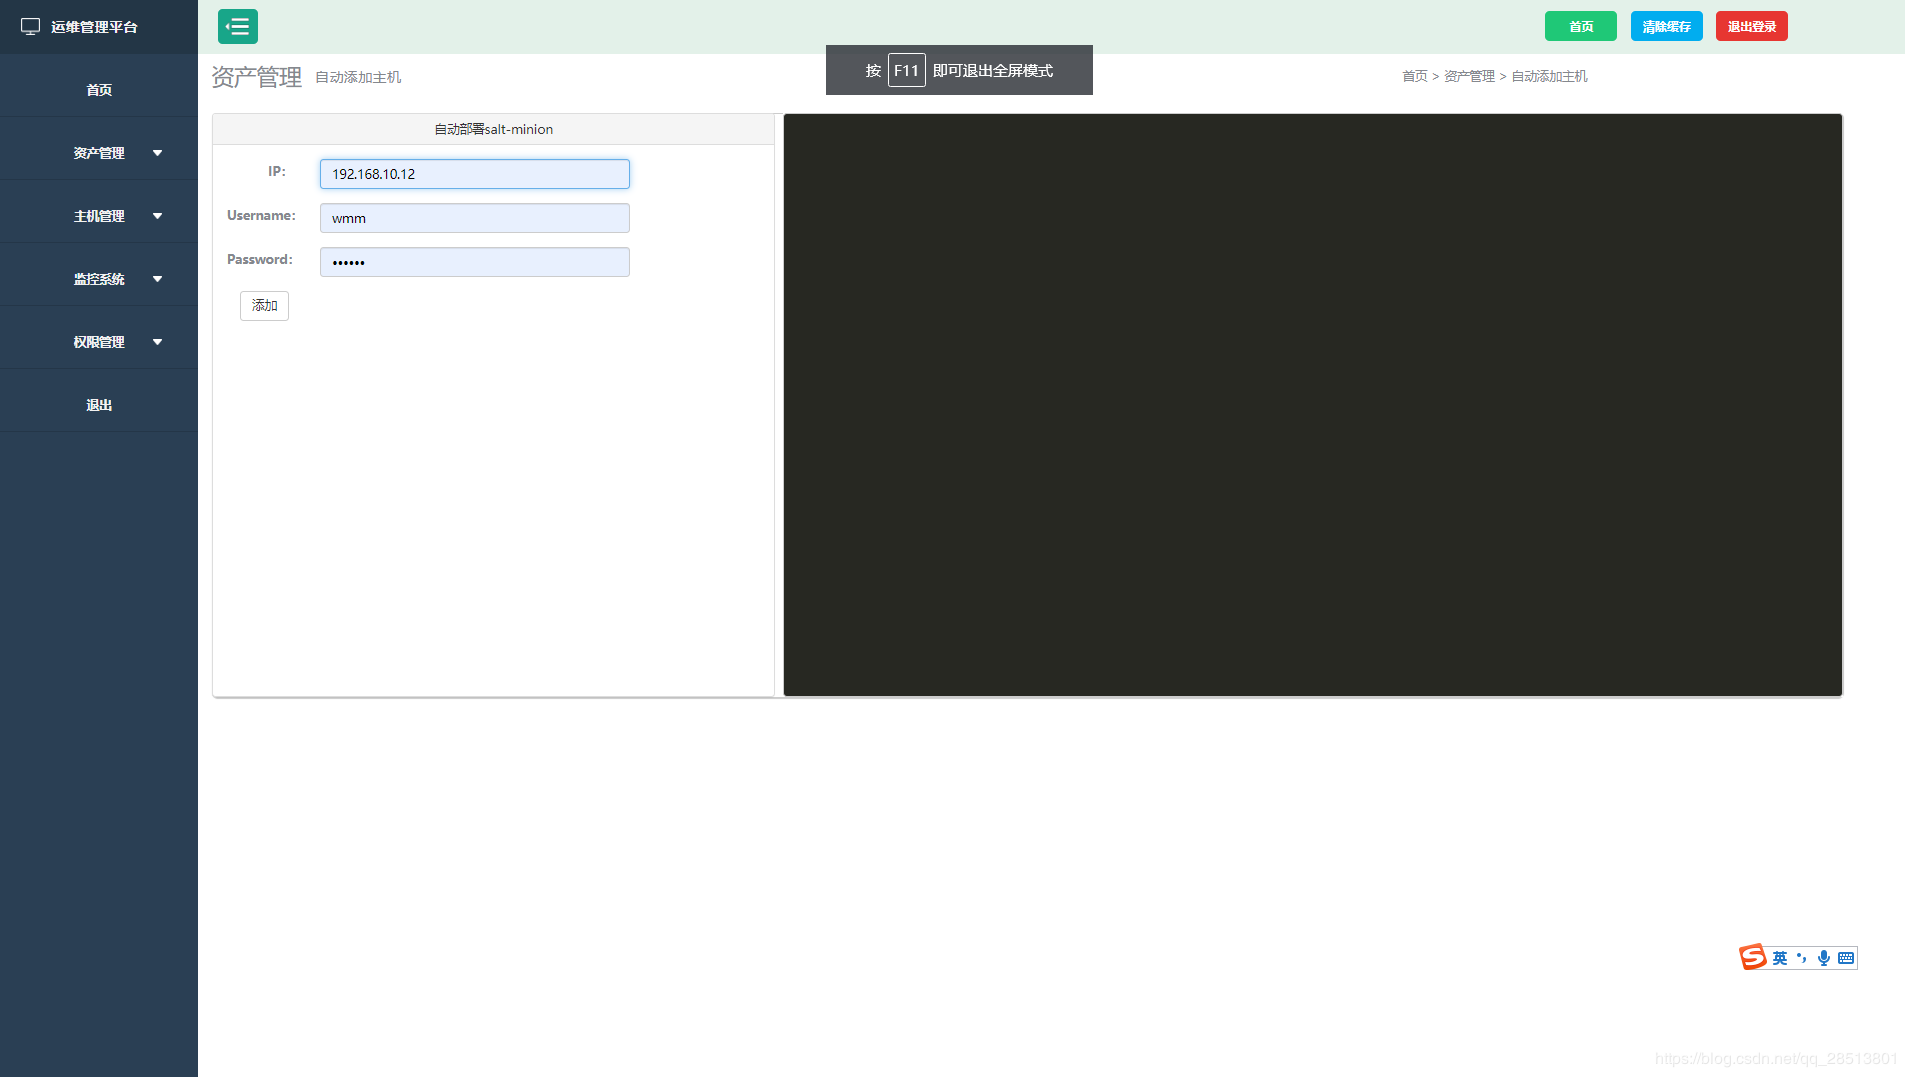 运维管理平台
首页
清除缓存
退出登录
按 F11 即可退出全屏模式
首页
资产管理
主机管理
监控系统
权限管理
退出
资产管理 自动添加主机
首页 > 资产管理 > 自动添加主机
自动部署salt-minion
IP: 192.168.10.12
Username: wmm
Password: ••••••
添加
英
https://blog.csdn.net/qq_28513801